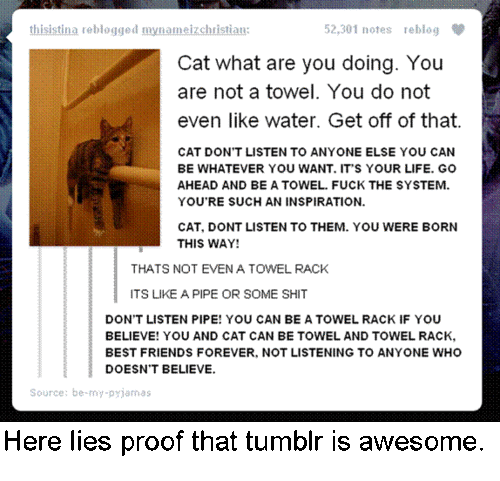 thisistina reblogged mynameizchristian:
52,301 notes reblog
Cat what are you doing. You
are not a towel. You do not
even like water. Get off of that.
CAT DON'T LISTEN TO ANYONE ELSE YOU CAN
BE WHATEVER YOU WANT. IT'S YOUR LIFE. GO
AHEAD AND BE A TOWEL. FUCK THE SYSTEM.
YOU'RE SUCH AN INSPIRATION.
CAT, DONT LISTEN TO THEM. YOU WERE BORN
THIS WAY!
THATS NOT EVEN A TOWEL RACK
ITS LIKE A PIPE OR SOME SHIT
DON'T LISTEN PIPE! YOU CAN BE A TOWEL RACK IF YOU
BELIEVE! YOU AND CAT CAN BE TOWEL AND TOWEL RACK,
BEST FRIENDS FOREVER, NOT LISTENING TO ANYONE WHO
DOESN'T BELIEVE.
Source: be-my-pyjamas
Here lies proof that tumblr is awesome.